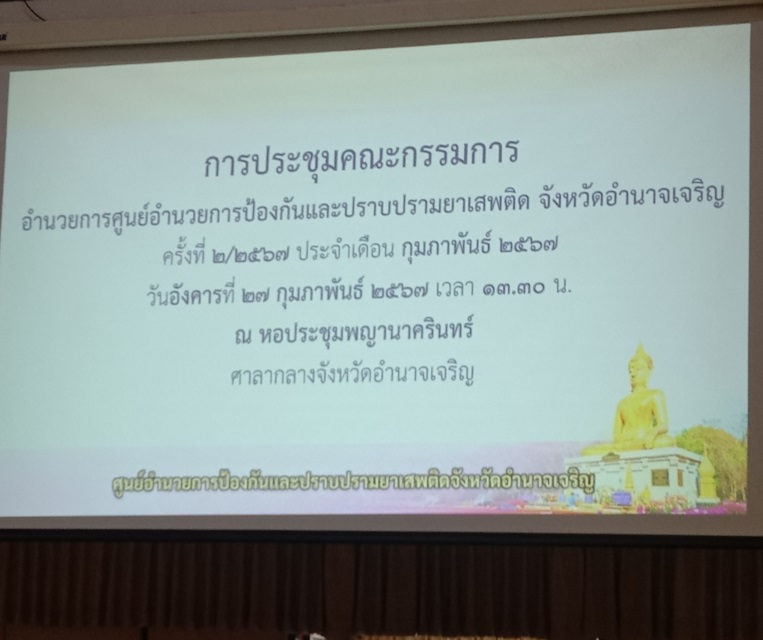 การประชุมคณะกรรมการ
อำนวยการศูนย์อำนวยการป้องกันและปราบปรามยาเสพติด จังหวัดอำนาจเจริญ
ครั้งที่ ๒/๒๕๖๗ ประจำเดือน กุมภาพันธ์ ๒๕๖๗
วันอังคารที่ ๒๗ กุมภาพันธ์ ๒๕๖๗ เวลา ๑๓.๓๐ น.
ณ หอประชุมพญานาครินทร์
ศาลากลางจังหวัดอำนาจเจริญ
ศูนย์อำนวยการป้องกันและปราบปรามยาเสพติดจังหวัดอำนาจเจริญ